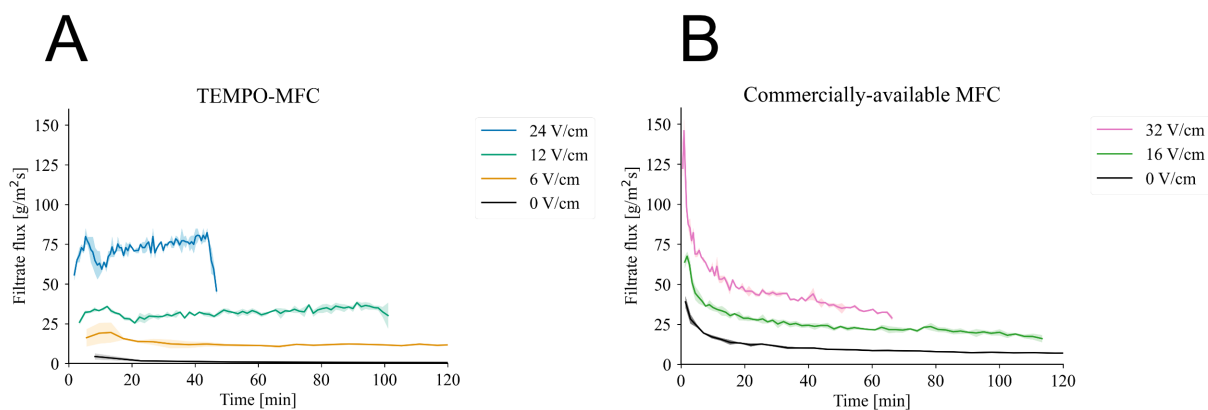 A
TEMPO-MFC
Filtrate flux [g/m²s]
150
125
100
75
50
25
0
0 20 40 60 80 100 120
Time [min]
24 V/cm
12 V/cm
6 V/cm
0 V/cm
B
Commercially-available MFC
Filtrate flux [g/m²s]
150
125
100
75
50
25
0
0 20 40 60 80 100 120
Time [min]
32 V/cm
16 V/cm
0 V/cm